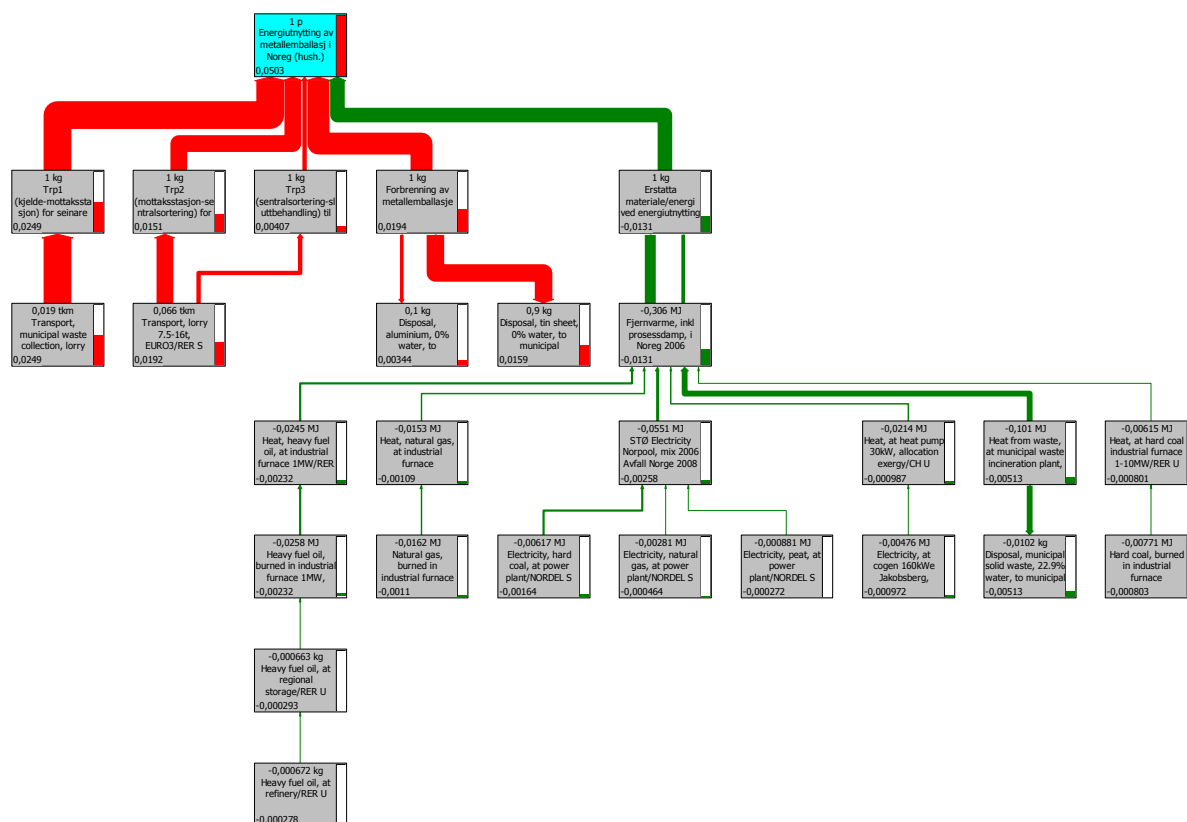 1 p
Energiutnytting av
metallemballasj i
Noreg (hush.)
0,0503
1 kg
Trp1
(kjelde-mottakssta
sjon) for seinare
0,0249
1 kg
Trp2
(mottaksstasjon-se
ntralsortering) for
0,0151
1 kg
Trp3
(sentralsortering-sl
uttbehandling) til
0,00407
1 kg
Forbrenning av
metallemballasje
0,0194
1 kg
Erstatta
materiale/energi
ved energiutnytting
-0,0131
0,019 tkm
Transport,
municipal waste
collection, lorry
0,0249
0,066 tkm
Transport, lorry
7.5-16t,
EURO3/RER S
0,0192
0,1 kg
Disposal,
aluminium, 0%
water, to
0,00344
0,9 kg
Disposal, tin sheet,
0% water, to
municipal
0,0159
-0,306 MJ
Fjernvarme, inkl
prosessdamp, i
Noreg 2006
-0,0131
-0,0245 MJ
Heat, heavy fuel
oil, at industrial
furnace 1MW/RER
-0,00232
-0,0153 MJ
Heat, natural gas,
at industrial
furnace
-0,00109
-0,0551 MJ
STØ Electricity
Norpool, mix 2006
Avfall Norge 2008
-0,00258
-0,0214 MJ
Heat, at heat pump
30kW, allocation
exergy/CH U
-0,000987
-0,101 MJ
Heat from waste,
at municipal waste
incineration plant,
-0,00513
-0,00615 MJ
Heat, at hard coal
industrial furnace
1-10MW/RER U
-0,000801
-0,0258 MJ
Heavy fuel oil,
burned in industrial
furnace 1MW,
-0,00232
-0,0162 MJ
Natural gas,
burned in
industrial furnace
-0,0011
-0,00617 MJ
Electricity, hard
coal, at power
plant/NORDEL S
-0,00164
-0,00281 MJ
Electricity, natural
gas, at power
plant/NORDEL S
-0,000464
-0,000881 MJ
Electricity, peat, at
power
plant/NORDEL S
-0,000272
-0,00476 MJ
Electricity, at
cogen 160kWe
Jakobsberg,
-0,000972
-0,0102 kg
Disposal, municipal
solid waste, 22.9%
water, to municipal
-0,00513
-0,00771 MJ
Hard coal, burned
in industrial
furnace
-0,000803
-0,000663 kg
Heavy fuel oil, at
regional
storage/RER U
-0,000293
-0,000672 kg
Heavy fuel oil, at
refinery/RER U
-0,000278